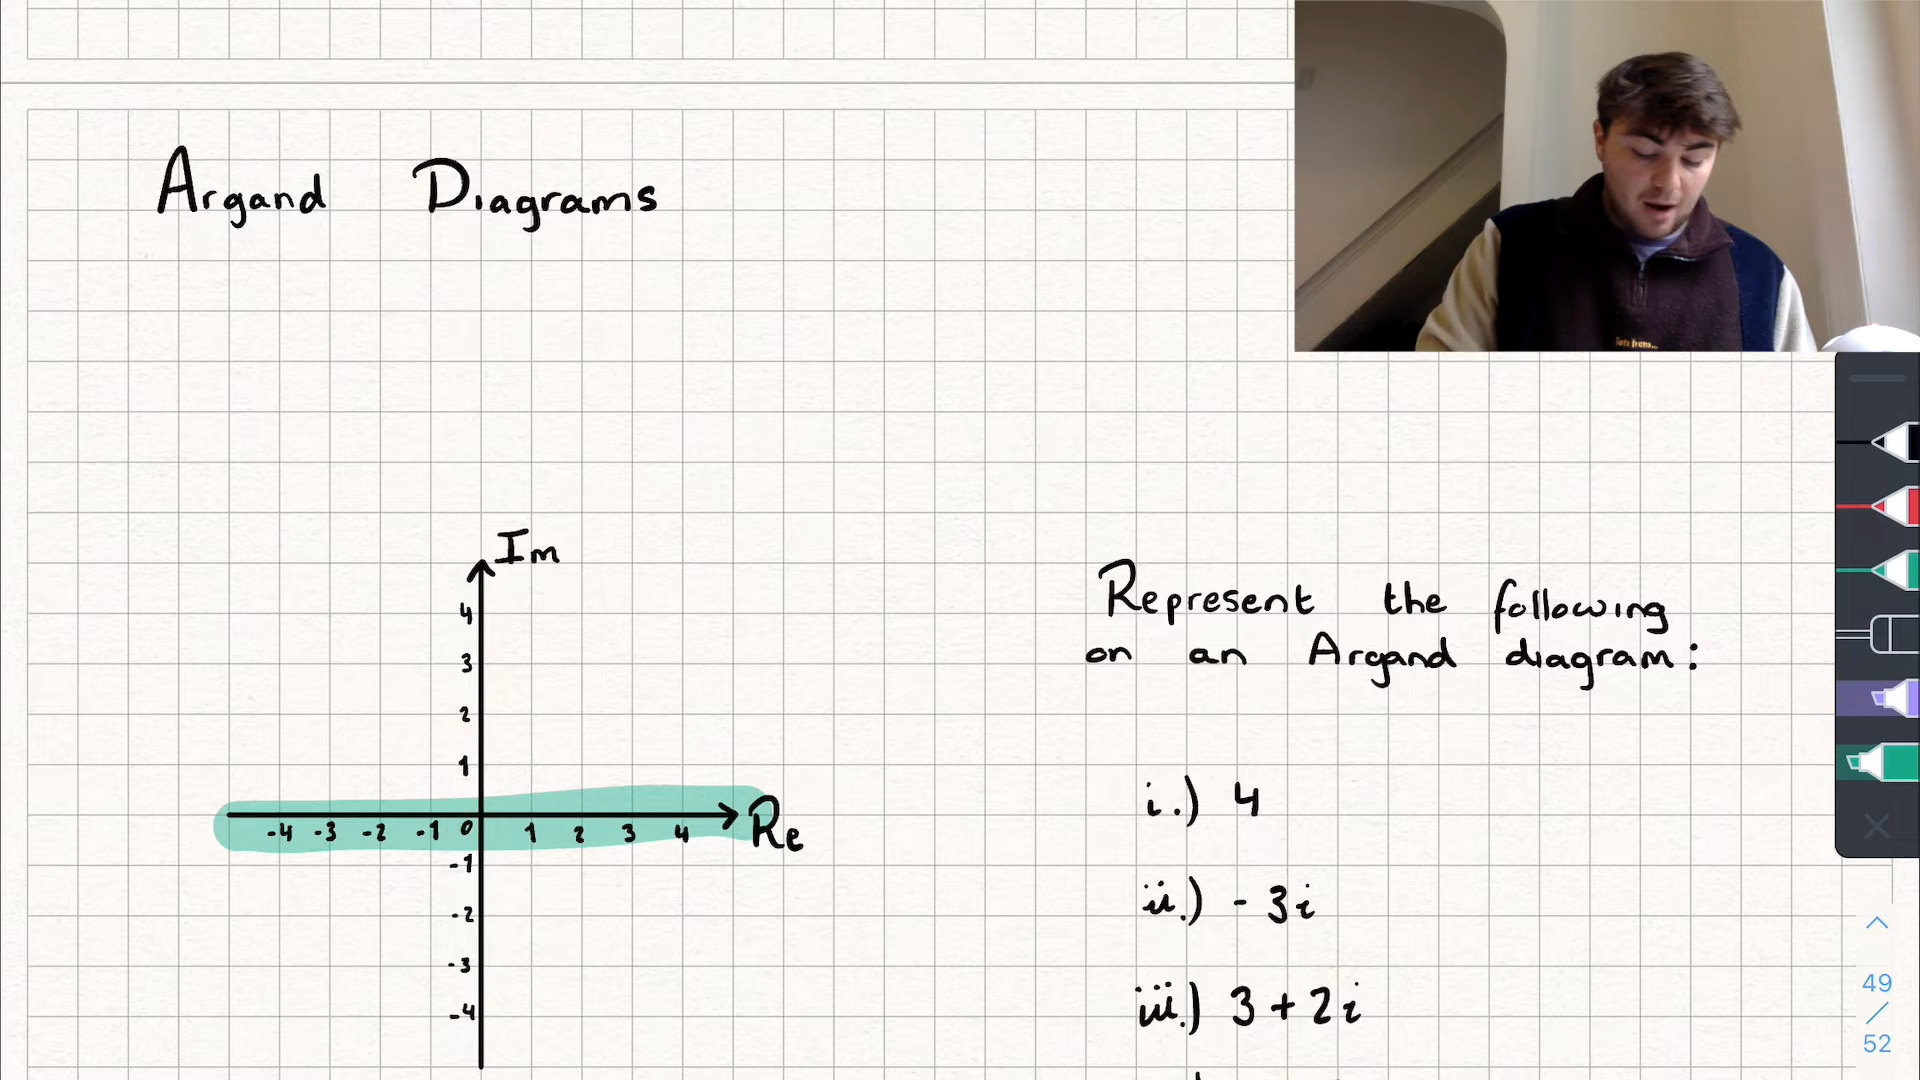 Argand Diagrams
Im
4
3
2
1
-4 -3 -2 -1 0 1 2 3 4 Re
-1
-2
-3
-4
Represent the following
on an Argand diagram:
i.) 4
ii.) - 3i
iii.) 3 + 2i
49
/
52